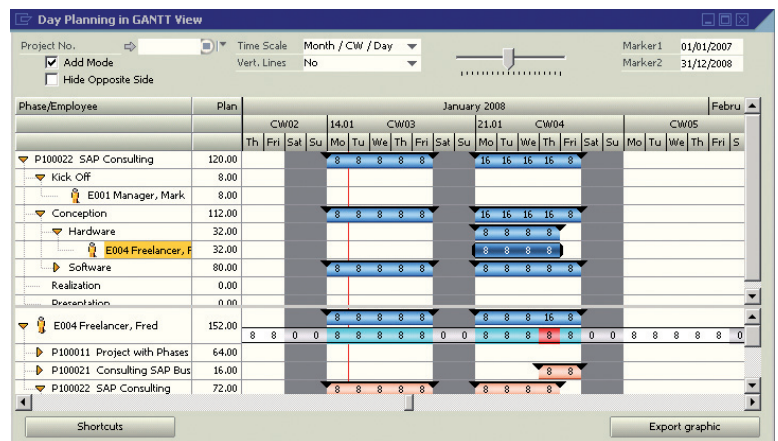 Day Planning in GANTT View
Project No. Time Scale Month / CW / Day Marker1 01/01/2007
Add Mode Vert. Lines No Marker2 31/12/2008
Hide Opposite Side
Phase/Employee Plan January 2008 Febru
CW02 14.01 CW03 21.01 CW04 CW05
Th Fri Sat Su Mo Tu We Th Fri Sat Su Mo Tu We Th Fri Sat Su Mo Tu We Th Fri S
P100022 SAP Consulting 120.00 8 8 8 8 8 16 16 16 16 8
Kick Off 8.00
E001 Manager, Mark 8.00
Conception 112.00 8 8 8 8 8 16 16 16 16 8
Hardware 32.00 8 8 8 8
E004 Freelancer, F 32.00 8 8 8 8
Software 80.00 8 8 8 8 8 8 8 8 8 8
Realization 0.00
Presentation 0.00
8 8 8 8 8 8 8 8 16 8
E004 Freelancer, Fred 152.00
8 8 0 0 8 8 8 8 8 0 0 8 8 8 8 8 0 0 8 8 8 8 8 0
P100011 Project with Phases 64.00
P100021 Consulting SAP Bus 16.00 8 8
P100022 SAP Consulting 72.00 8 8 8 8 8 8 8 8 8
Shortcuts Export graphic